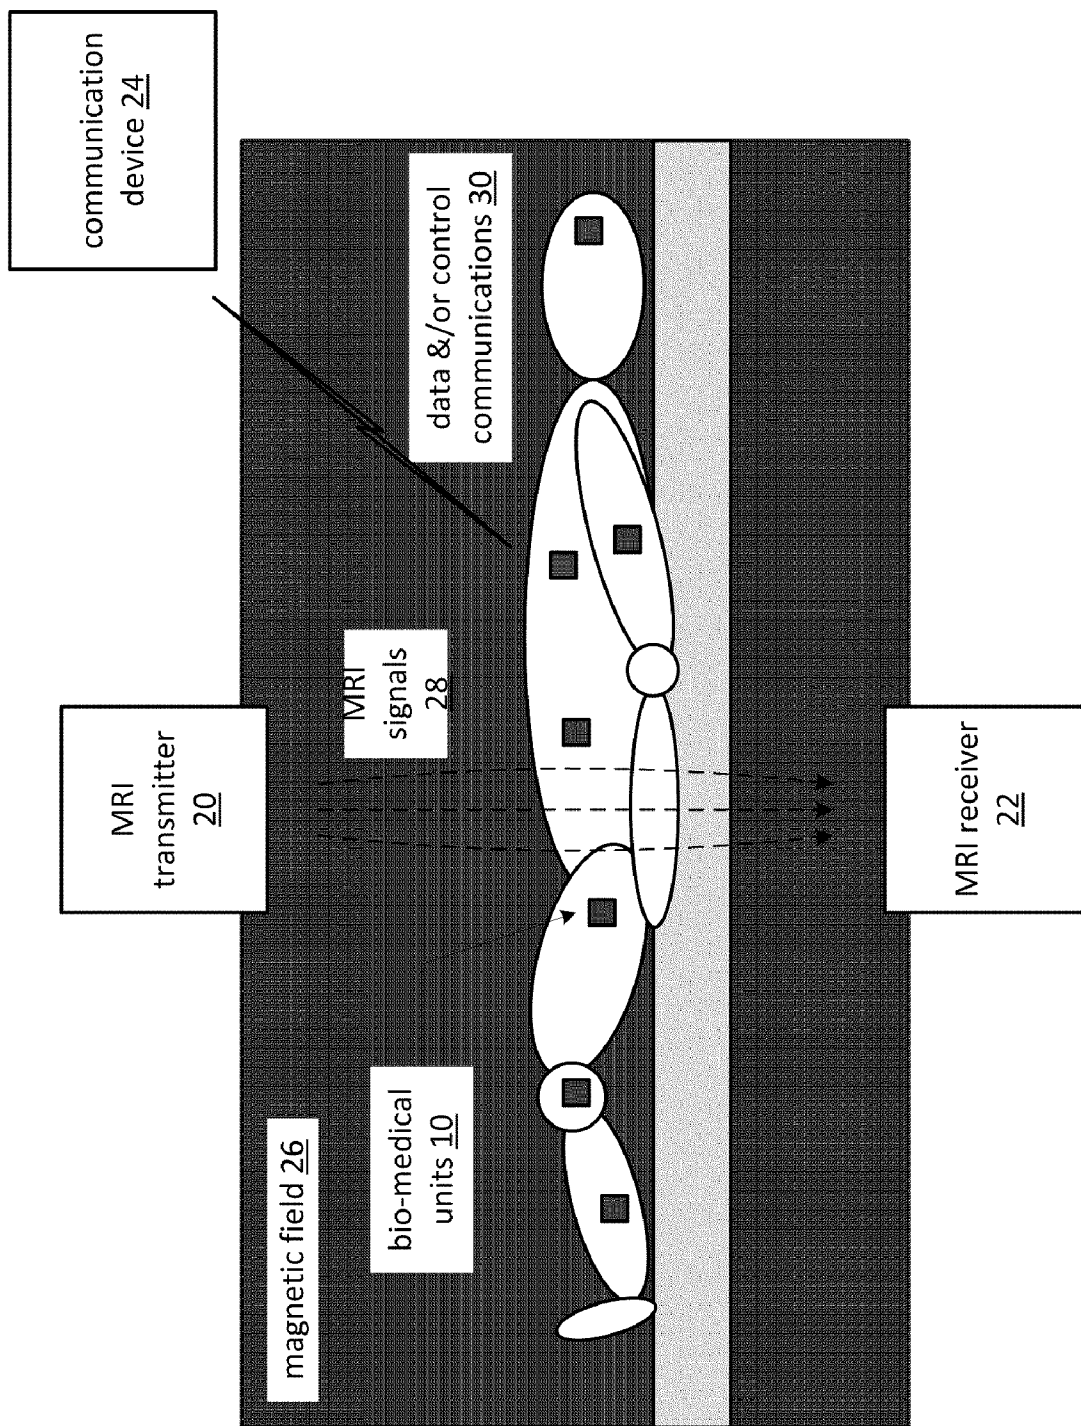 communication
device 24
MRI
transmitter
20
MRI
signals
28
data &/or control
communications 30
magnetic field 26
bio-medical
units 10
MRI receiver
22